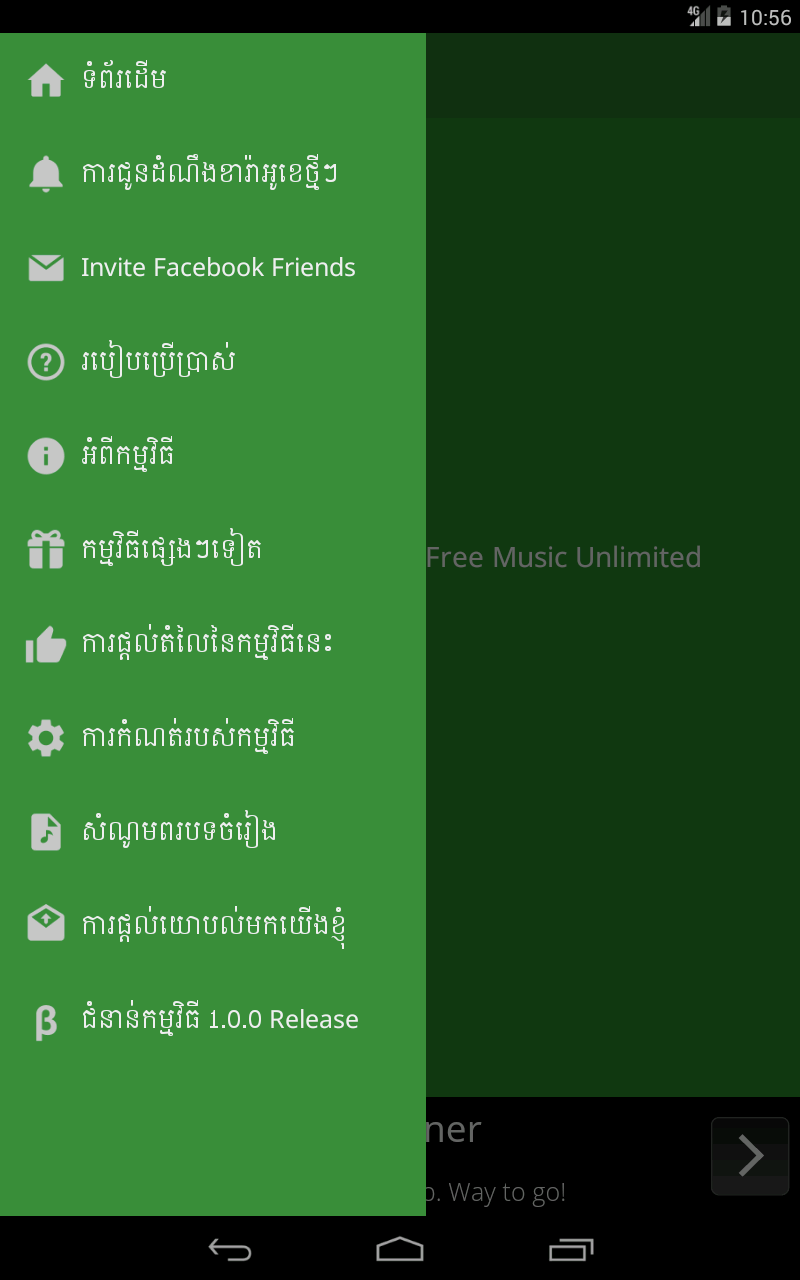 4G 10:56
ទំព័រដើម
ការជូនដំណឹងខារ៉ាអូខេថ្មីៗ
Invite Facebook Friends
របៀបប្រើប្រាស់
អំពីកម្មវិធី
កម្មវិធីផ្សេងៗទៀត
Free Music Unlimited
ការផ្តល់តំលៃនៃកម្មវិធីនេះ
ការកំណត់របស់កម្មវិធី
សំណូមពរបទចំរៀង
ការផ្តល់យោបល់មកយើងខ្ញុំ
ជំនាន់កម្មវិធី 1.0.0 Release
ner
. Way to go!